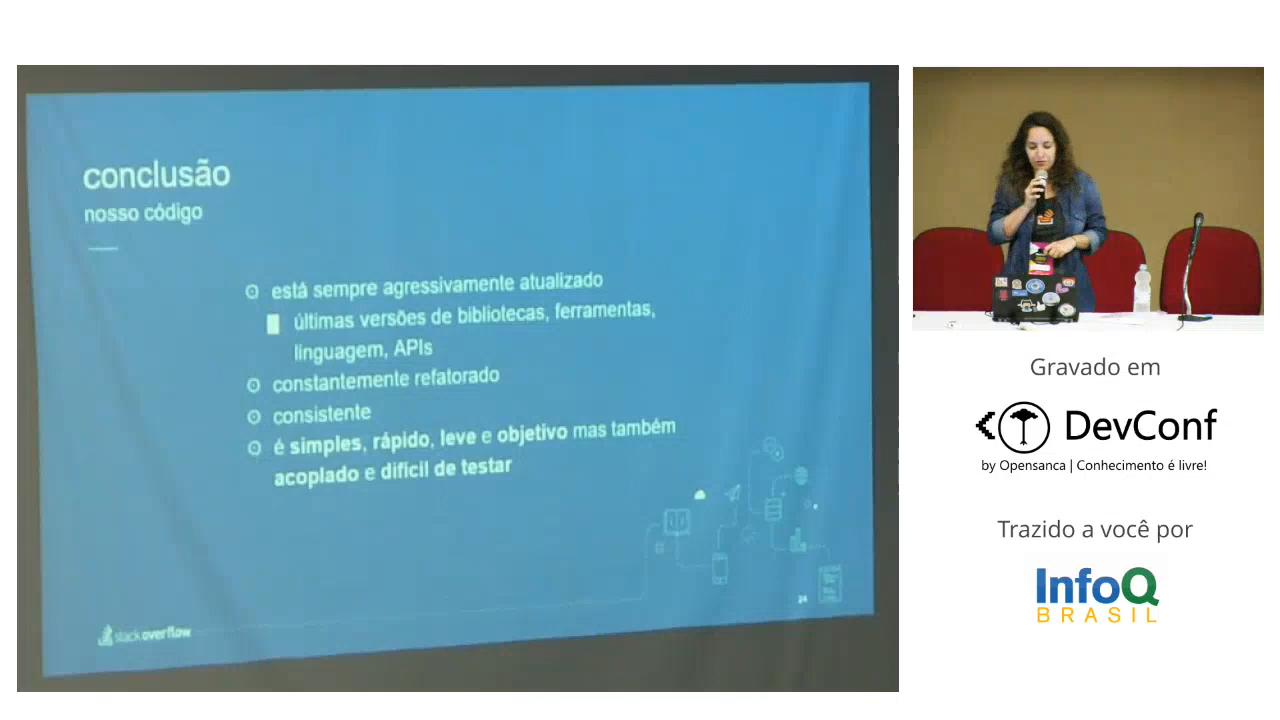 conclusão
nosso código
está sempre agressivamente atualizado
últimas versões de bibliotecas, ferramentas,
linguagem, APIs
constantemente refatorado
consistente
é simples, rápido, leve e objetivo mas também
acoplado e difícil de testar
24
stackoverflow
Gravado em
DevConf
by Opensanca | Conhecimento é livre!
Trazido a você por
InfoQ
BRASIL